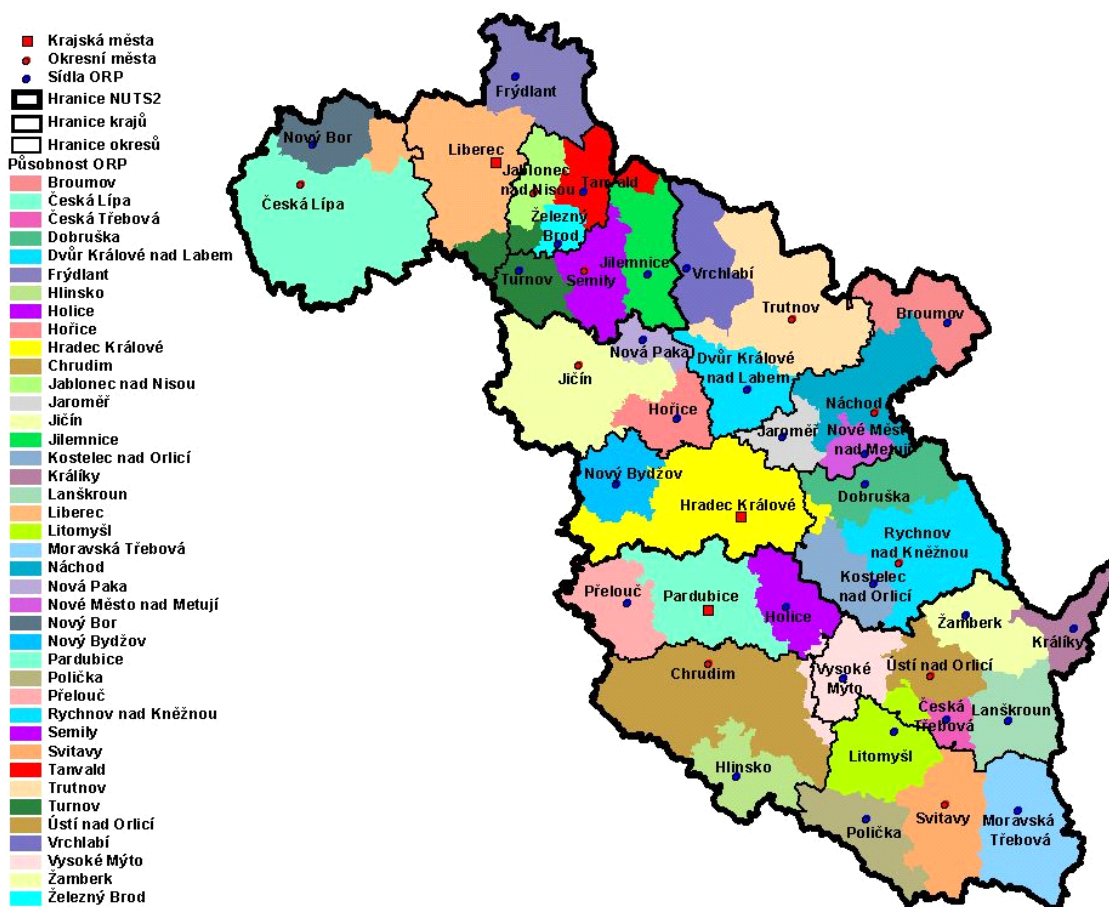 Krajská města
Okresní města
Sídla ORP
Hranice NUTS2
Hranice krajů
Hranice okresů
Působnost ORP
Broumov
Česká Lípa
Česká Třebová
Dobruška
Dvůr Králové nad Labem
Frýdlant
Hlinsko
Holice
Hořice
Hradec Králové
Chrudim
Jablonec nad Nisou
Jaroměř
Jičín
Jilemnice
Kostelec nad Orlicí
Králíky
Lanškroun
Liberec
Litomyšl
Moravská Třebová
Náchod
Nová Paka
Nové Město nad Metují
Nový Bor
Nový Bydžov
Pardubice
Polička
Přelouč
Rychnov nad Kněžnou
Semily
Svitavy
Tanvald
Trutnov
Turnov
Ústí nad Orlicí
Vrchlabí
Vysoké Mýto
Žamberk
Železný Brod
Frýdlant
Nový Bor
Liberec
Jablonec
nad Nisou
Tanvald
Česká Lípa
Železný
Brod
Turnov
Semily
Jilemnice
Vrchlabí
Trutnov
Broumov
Nová Paka
Dvůr Králové
nad Labem
Jičín
Hořice
Náchod
Jaroměř
Nové Měst
nad Metují
Nový Bydžov
Hradec Králové
Dobruška
Rychnov
nad Kněžnou
Kostelec
nad Orlicí
Přelouč
Pardubice
Holice
Žamberk
Králíky
Chrudim
Vysoké
Mýto
Ústí nad Orlicí
Česká
Třebová
Lanškroun
Litomyšl
Hlinsko
Polička
Svitavy
Moravská
Třebová